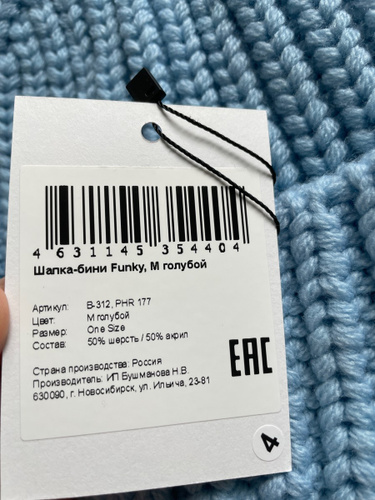 4 631145 354404
Шапка-бини Funky, М голубой
Артикул: B-312, PHR 177
Цвет: М голубой
Размер: One Size
Состав: 50% шерсть / 50% акрил
Страна производства: Россия
Производитель: ИП Бушманова Н.В.
630090, г. Новосибирск, ул. Ильича, 23-81
EAC
4